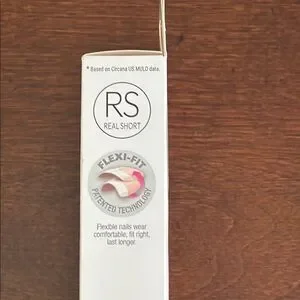 * Based on Circana US MULO data.
RS
REAL SHORT
FLEXI-FIT
PATENTED TECHNOLOGY
Flexible nails wear
comfortable, fit right,
last longer.